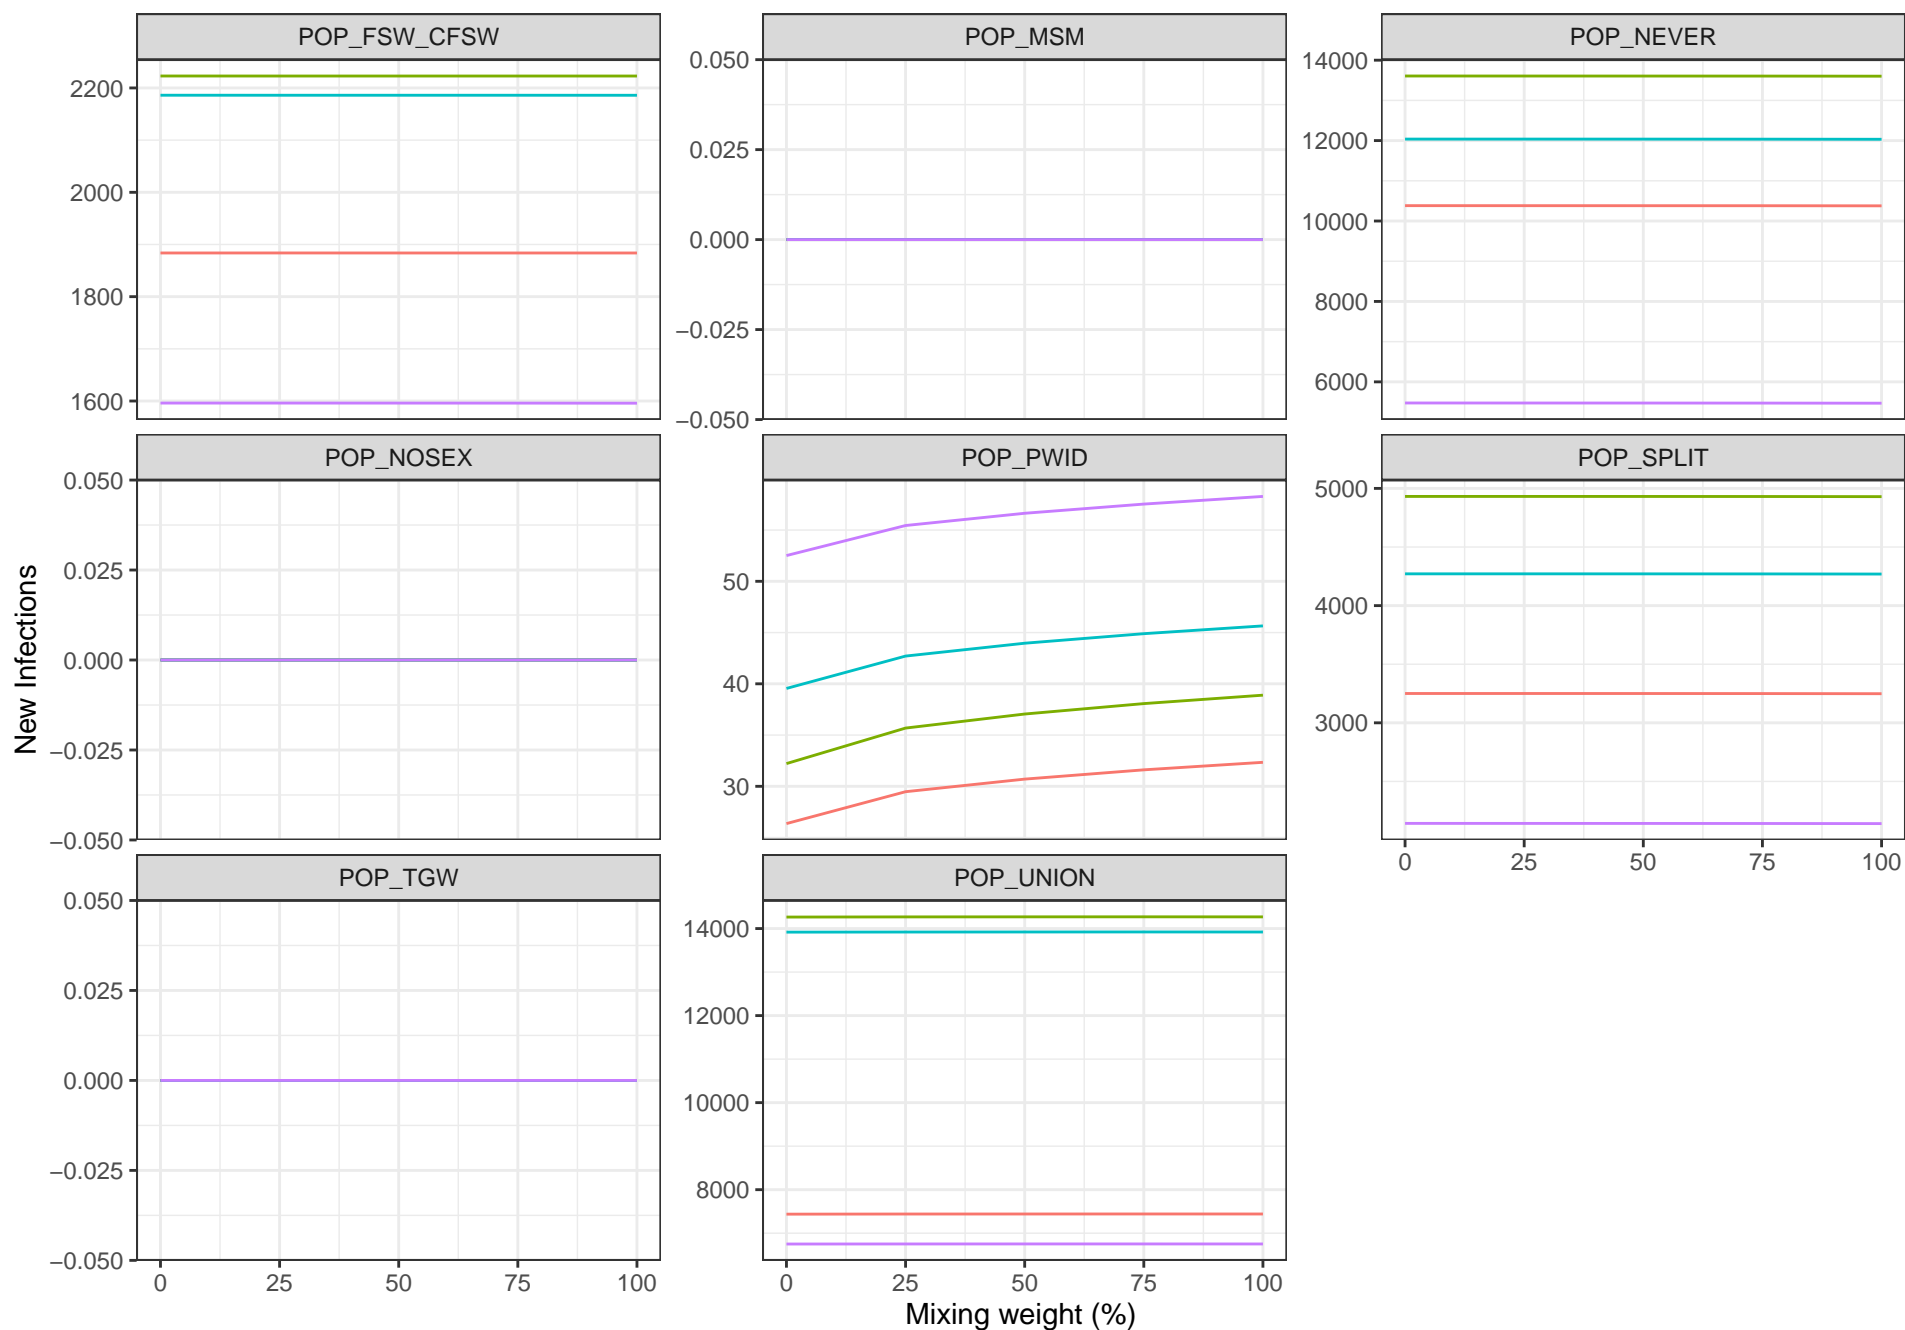 POP_FSW_CFSW
POP_MSM
POP_NEVER
2200
2000
1800
1600
0.050
0.025
0.000
−0.025
−0.050
14000
12000
10000
8000
6000
POP_NOSEX
POP_PWID
POP_SPLIT
0.050
0.025
0.000
−0.025
−0.050
50
40
30
5000
4000
3000
0 25 50 75 100
POP_TGW
POP_UNION
0.050
0.025
0.000
−0.025
−0.050
14000
12000
10000
8000
0 25 50 75 100
0 25 50 75 100
New Infections
Mixing weight (%)